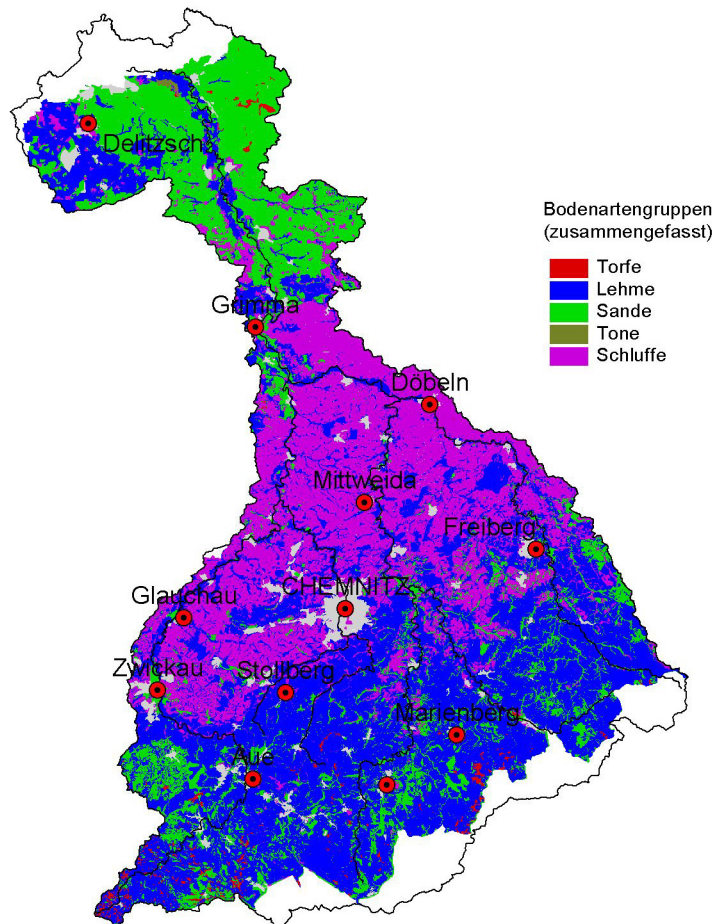 Delitzsch
Bodenartengruppen
(zusammengefasst)
Torfe
Lehme
Sande
Tone
Schluffe
Grimma
Döbeln
Mittweida
Freiberg
CHEMNITZ
Glauchau
Zwickau
Stollberg
Marienberg
Aue